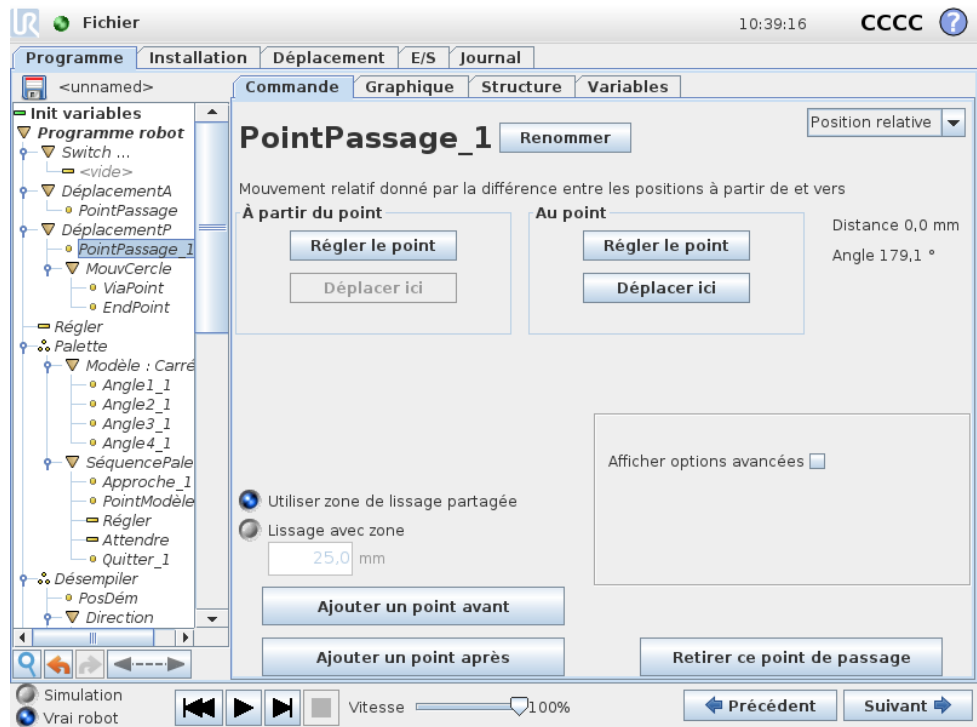 UR Fichier 10:39:16 CCCC ?
Programme Installation Déplacement E/S Journal
<unnamed>
Commande Graphique Structure Variables
Init variables
Programme robot
Switch ...
<vide>
DéplacementA
PointPassage
DéplacementP
PointPassage_1
MouvCercle
ViaPoint
EndPoint
Régler
Palette
Modèle : Carré
Angle1_1
Angle2_1
Angle3_1
Angle4_1
SéquencePale
Approche_1
PointModèle
Régler
Attendre
Quitter_1
Désempiler
PosDém
Direction
PointPassage_1 Renommer
Position relative
Mouvement relatif donné par la différence entre les positions à partir de et vers
À partir du point
Régler le point
Déplacer ici
Au point
Régler le point
Déplacer ici
Distance 0,0 mm
Angle 179,1 °
Afficher options avancées
Utiliser zone de lissage partagée
Lissage avec zone
25,0 mm
Ajouter un point avant
Ajouter un point après
Retirer ce point de passage
Simulation
Vrai robot
Vitesse 100%
Précédent Suivant